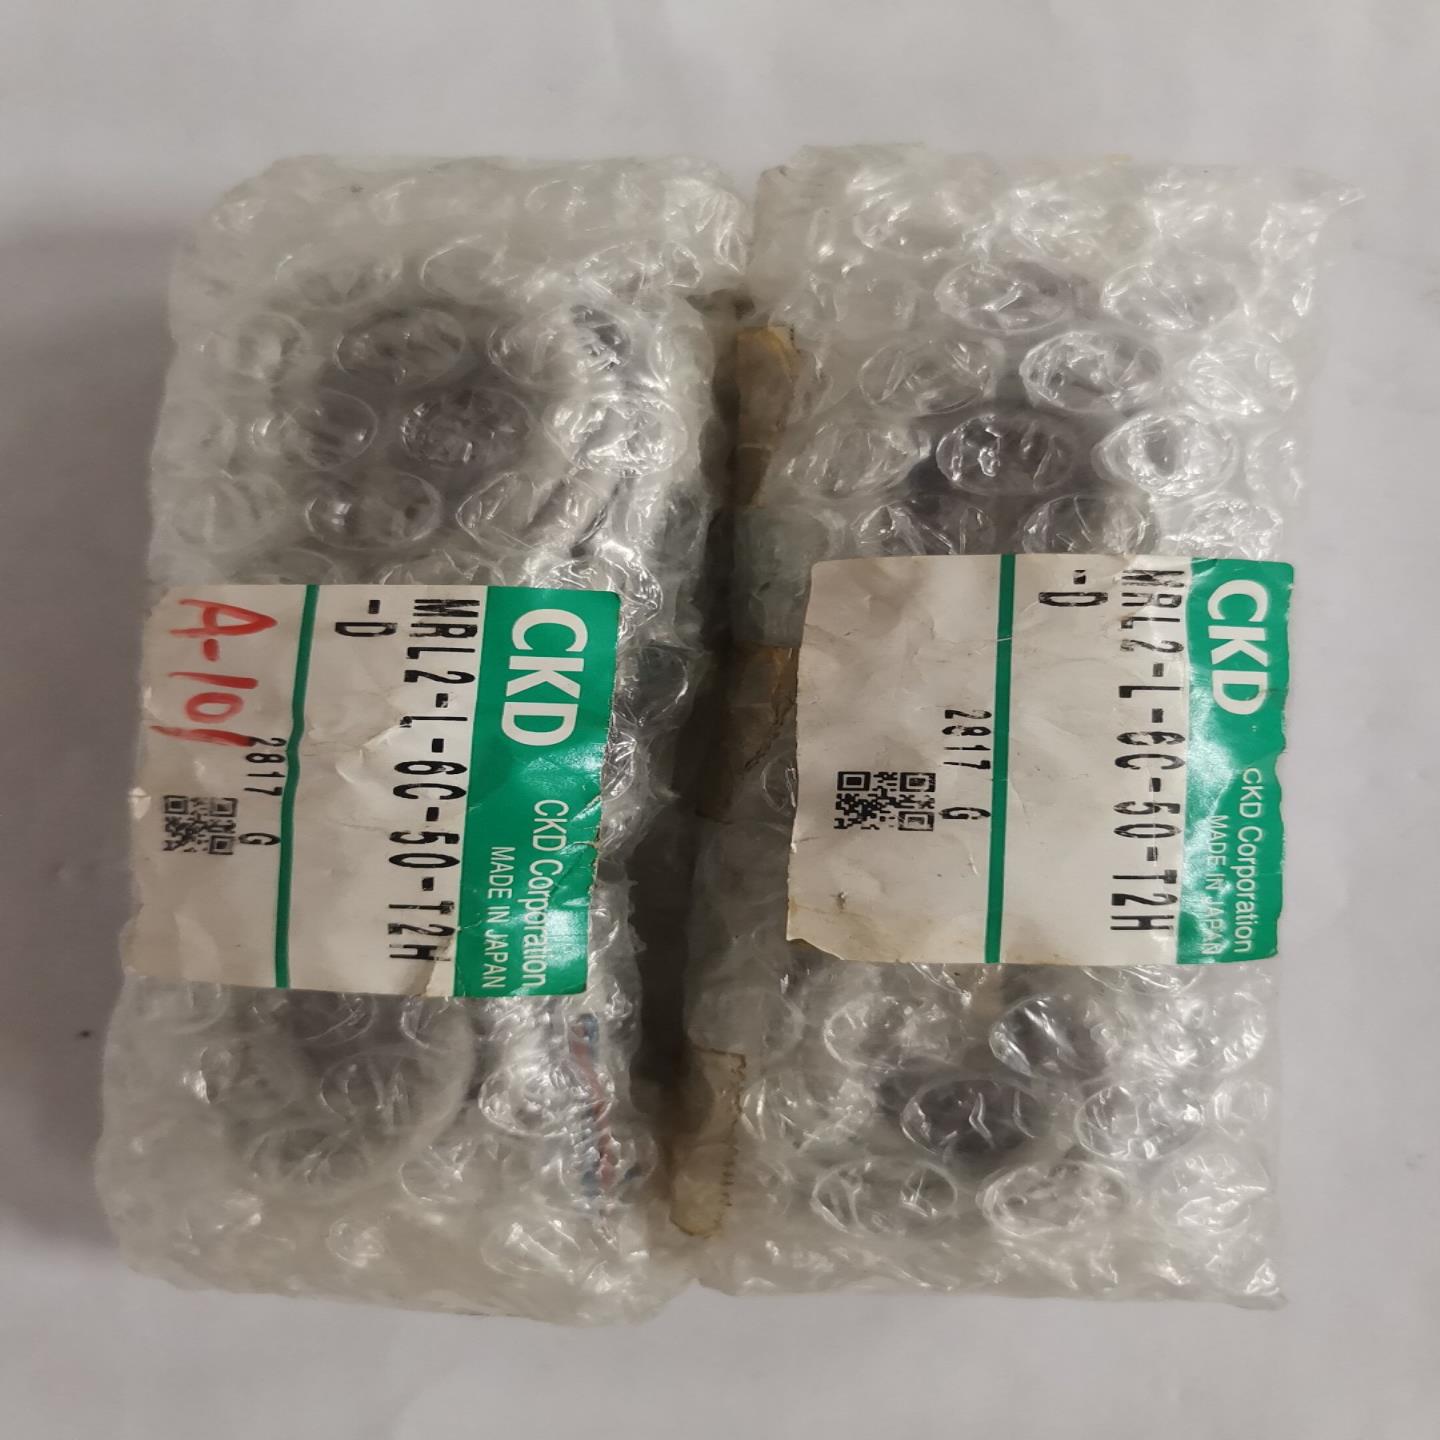 CKD
CKD Corporation
MADE IN JAPAN
MRL2-L-6C-50-T2H
-D
2817 G
A-109
CKD
CKD Corporation
MADE IN JAPAN
MRL2-L-6C-50-T2H
-D
2817 G